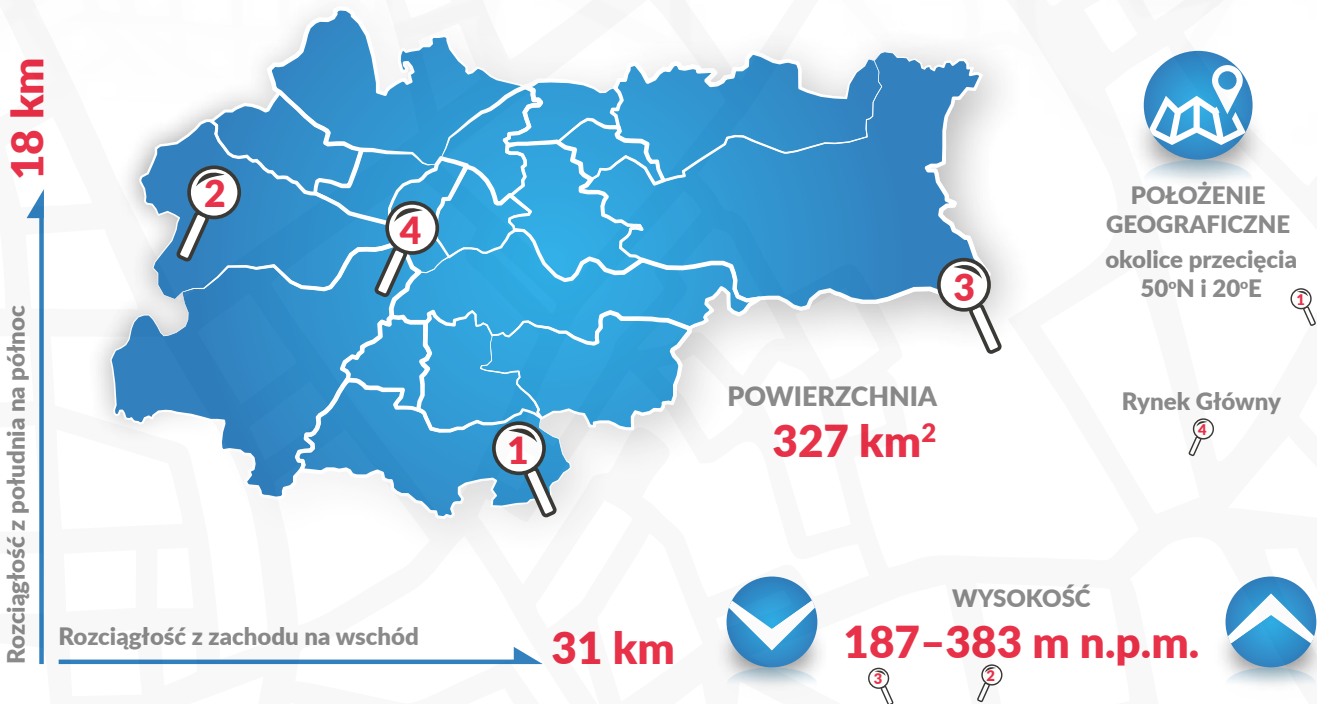 18 km
Rozciągłość z południa na północ
2
4
3
1
POŁOŻENIE
GEOGRAFICZNE
okolice przecięcia
50°N i 20°E
1
POWIERZCHNIA
327 km²
Rynek Główny
4
Rozciągłość z zachodu na wschód
31 km
WYSOKOŚĆ
187–383 m n.p.m.
3 2